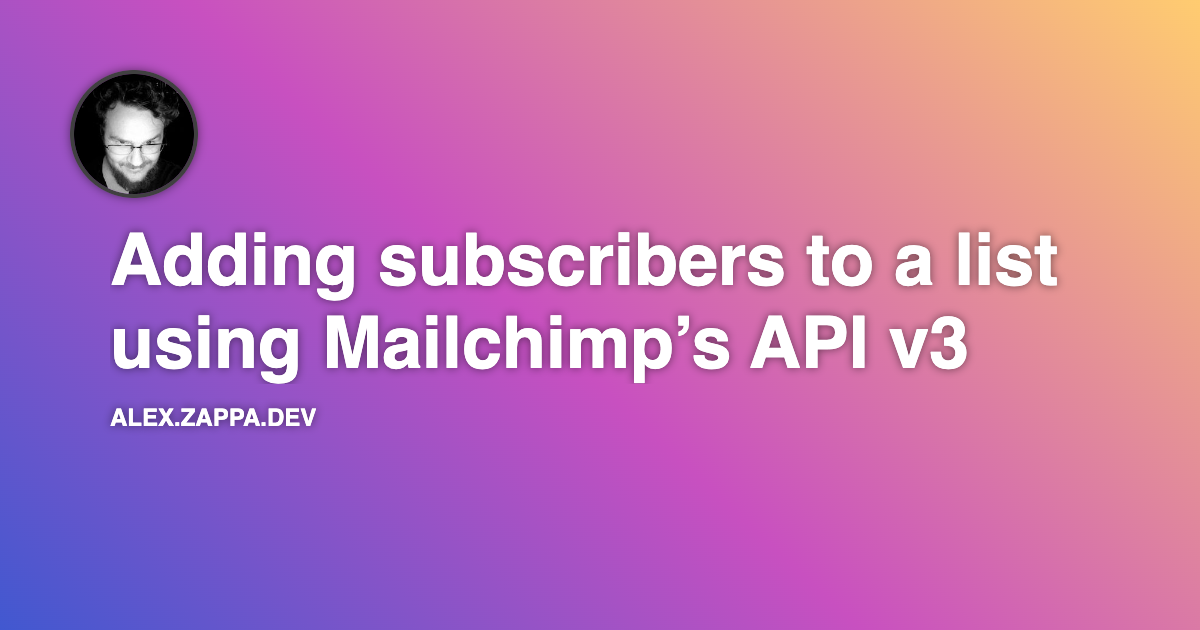 Adding subscribers to a list
using Mailchimp’s API v3
ALEX.ZAPPA.DEV